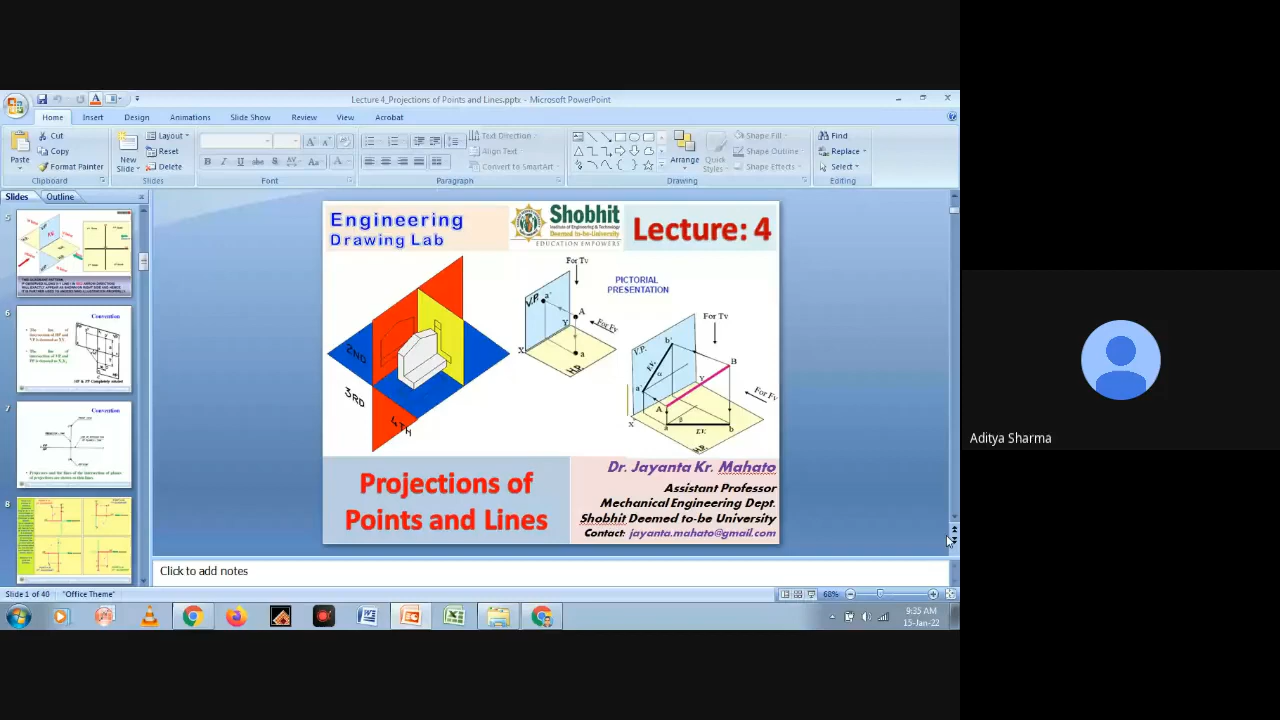 Lecture 4_Projections of Points and Lines.pptx - Microsoft PowerPoint
Home Insert Design Animations Slide Show Review View Acrobat
Paste Cut Copy Format Painter
Clipboard
New Slide Layout Reset Delete
Slides
Font
Text Direction Align Text Convert to SmartArt
Paragraph
Arrange Quick Styles Shape Fill Shape Outline Shape Effects
Drawing
Find Replace Select
Editing
Slides Outline
5
6
Convention
7
Convention
8
Engineering
Drawing Lab
Shobhit
Institute of Engineering & Technology
Deemed to-be University
EDUCATION EMPOWERS
Lecture: 4
2ND
3RD
4TH
For Tv
PICTORIAL
PRESENTATION
V.P.
a'
A
Y
For Fv
X
a
H.P.
For Tv
V.P.
b'
F.V.
α
B
Y
a'
For Fv
A
X
a
b
T.V.
H.P.
Projections of
Points and Lines
Dr. Jayanta Kr. Mahato
Assistant Professor
Mechanical Engineering Dept.
Shobhit Deemed to-be University
Contact: jayanta.mahato@gmail.com
Click to add notes
Slide 1 of 40 "Office Theme" 68%
9:35 AM
15-Jan-22
Aditya Sharma